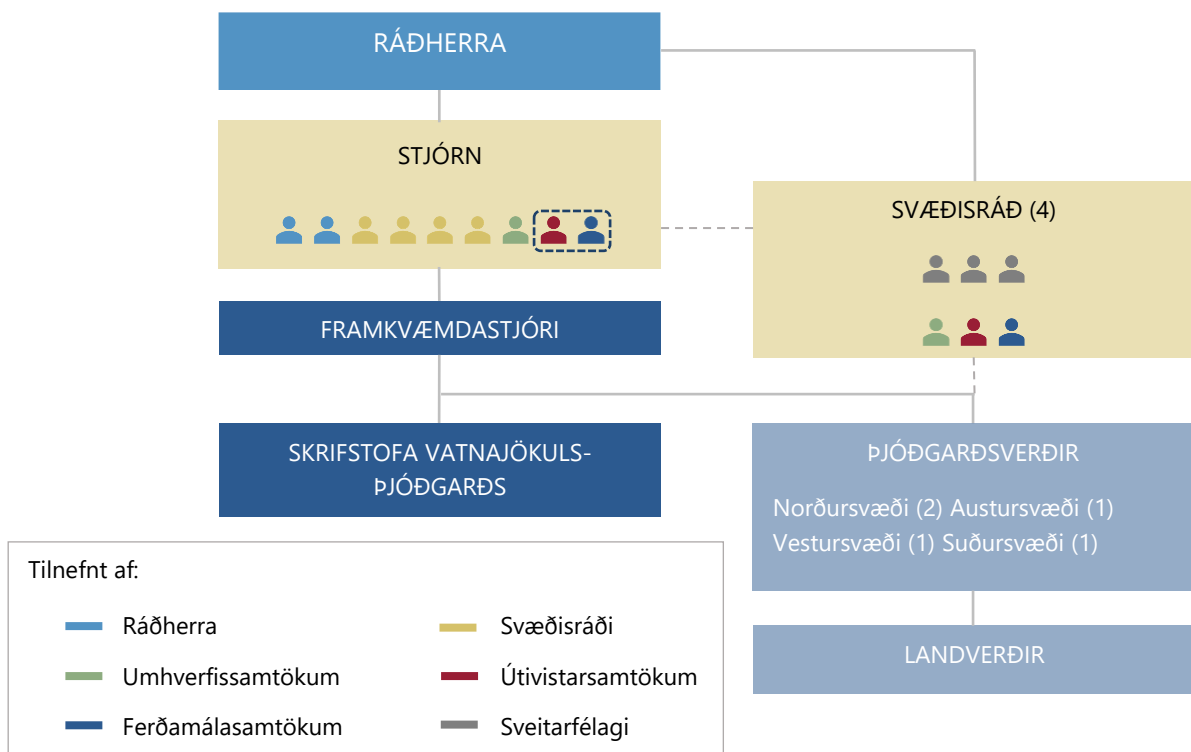 RÁÐHERRA
STJÓRN
SVÆÐISRÁÐ (4)
FRAMKVÆMDASTJÓRI
SKRIFSTOFA VATNAJÖKULS-
ÞJÓÐGARÐS
ÞJÓÐGARÐSVERÐIR
Norðursvæði (2) Austursvæði (1)
Vestursvæði (1) Suðursvæði (1)
LANDVERÐIR
Tilnefnt af:
Ráðherra
Svæðisráði
Umhverfissamtökum
Útivistarsamtökum
Ferðamálasamtökum
Sveitarfélagi